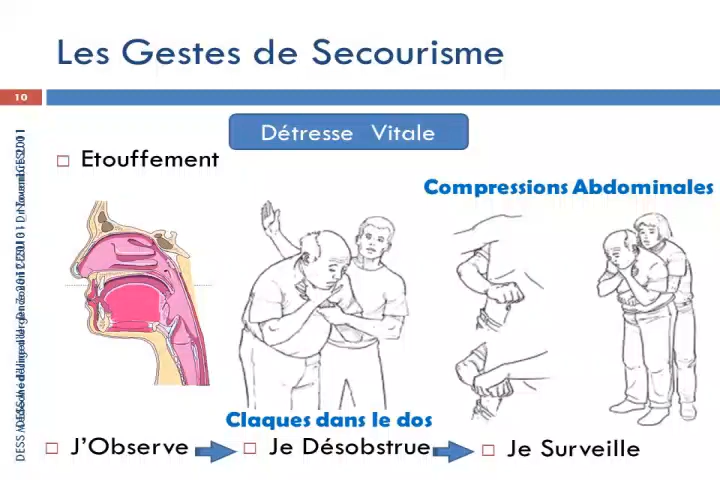 Les Gestes de Secourisme
10
Détresse Vitale
Etouffement
Compressions Abdominales
Claques dans le dos
J'Observe
Je Désobstrue
Je Surveille